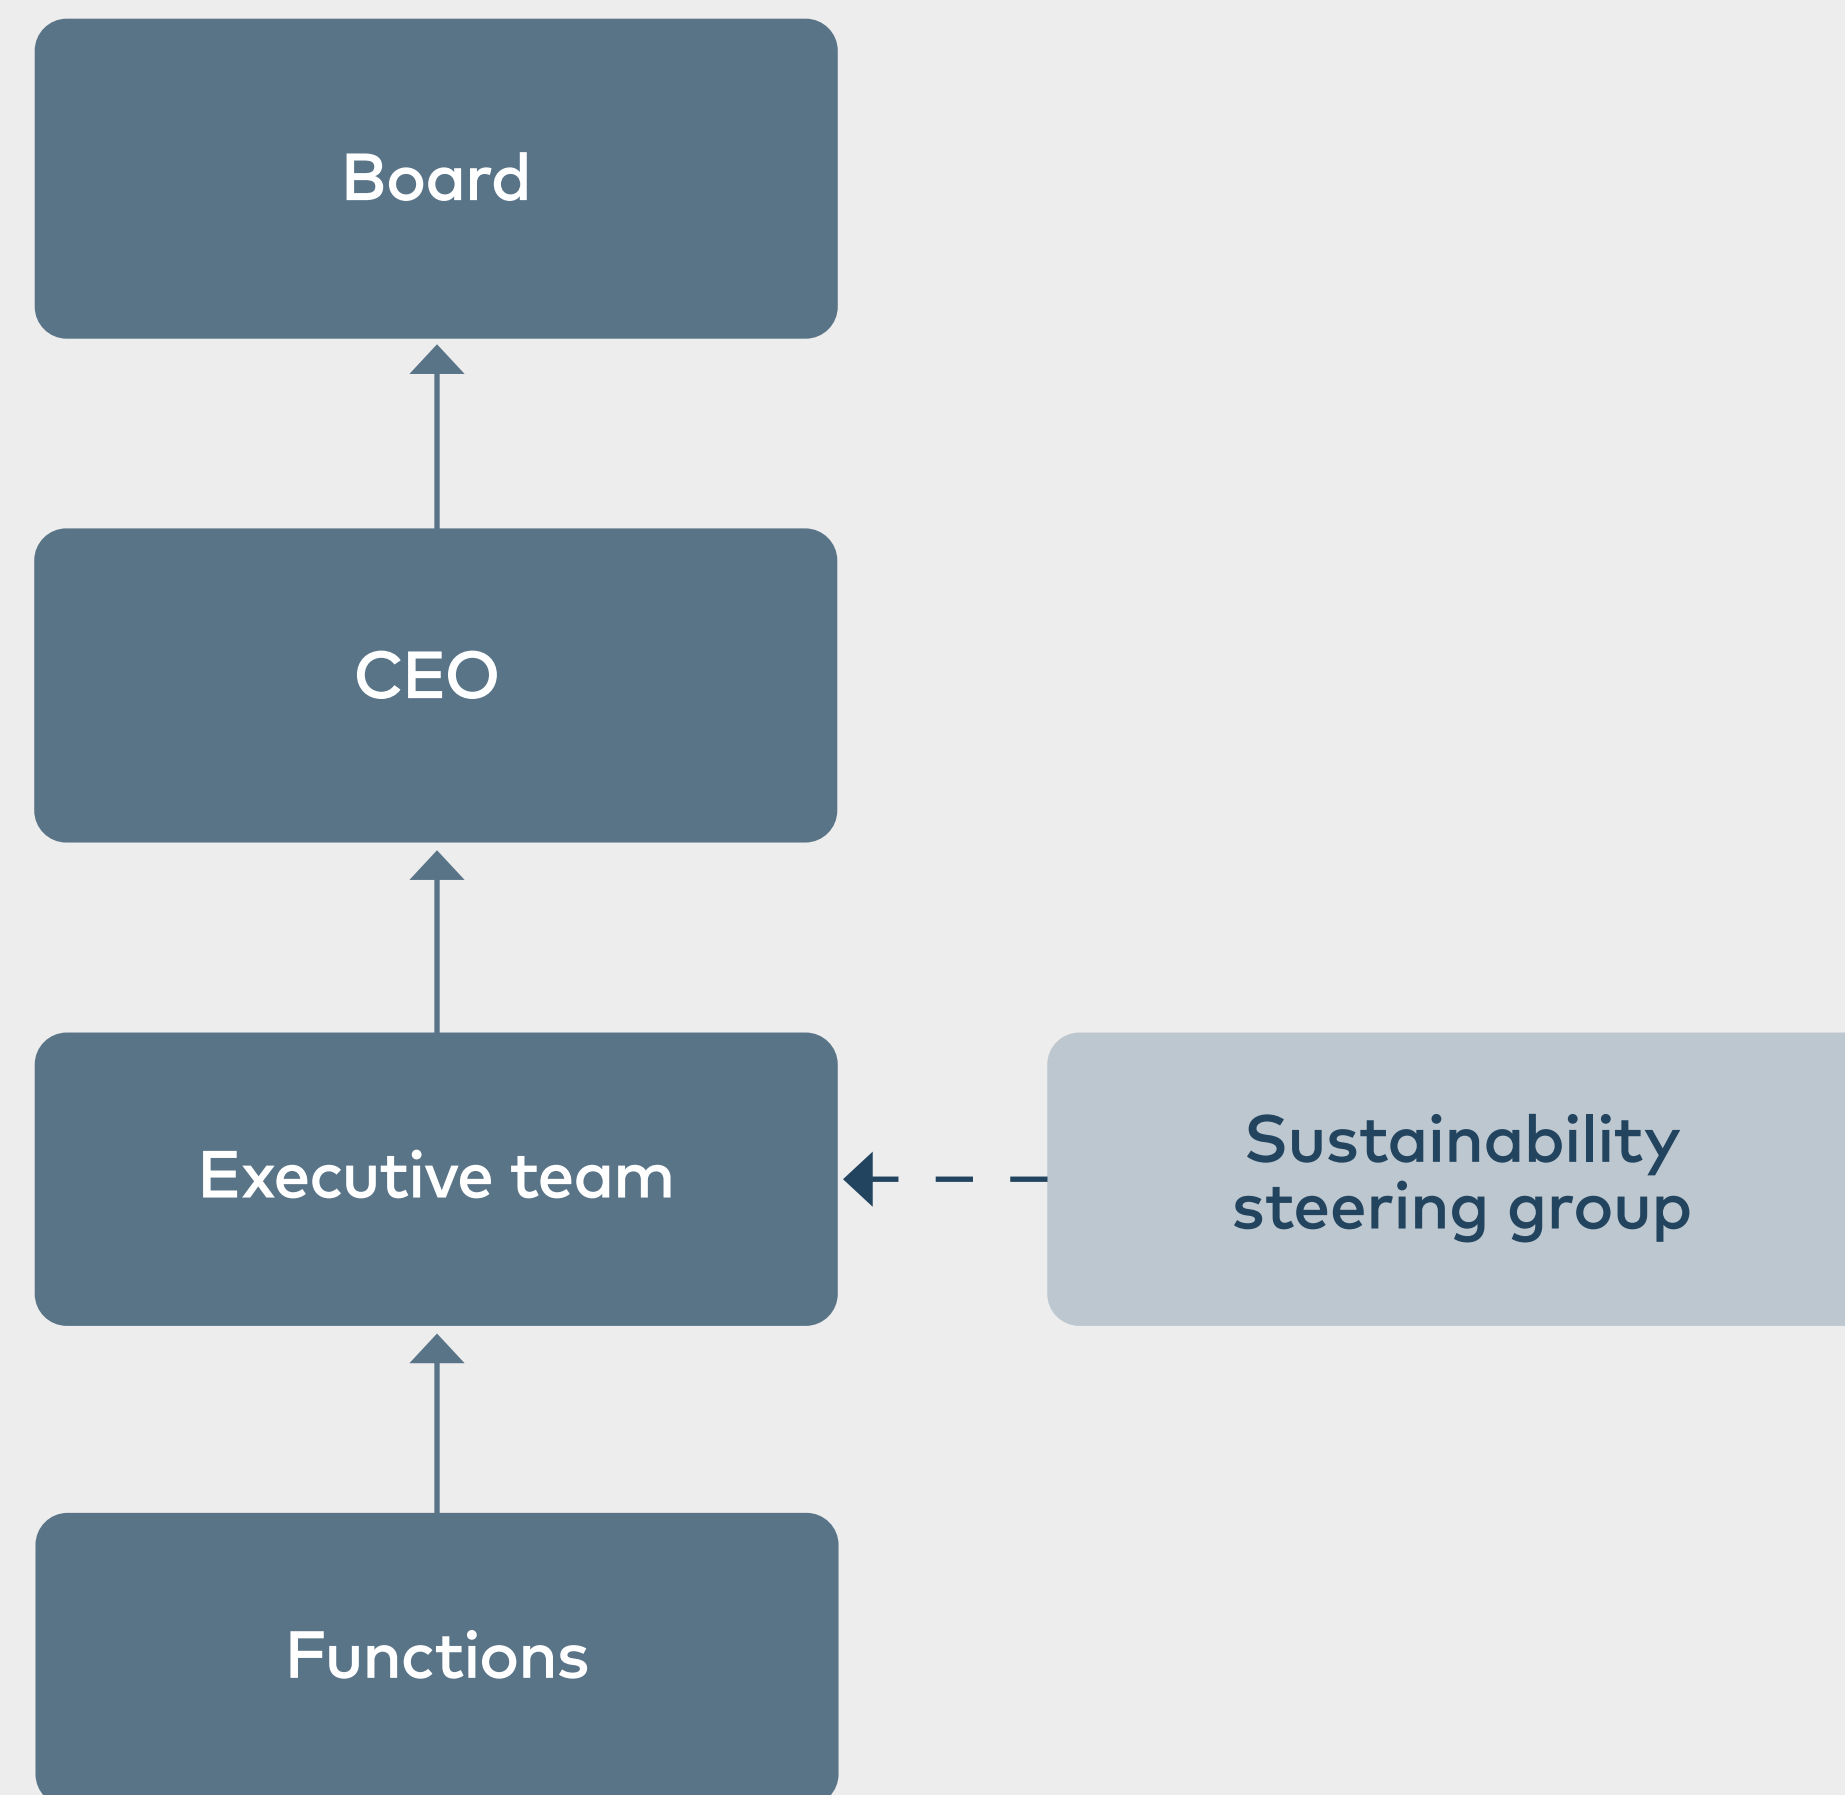 Board
CEO
Executive team
Sustainability
steering group
Functions